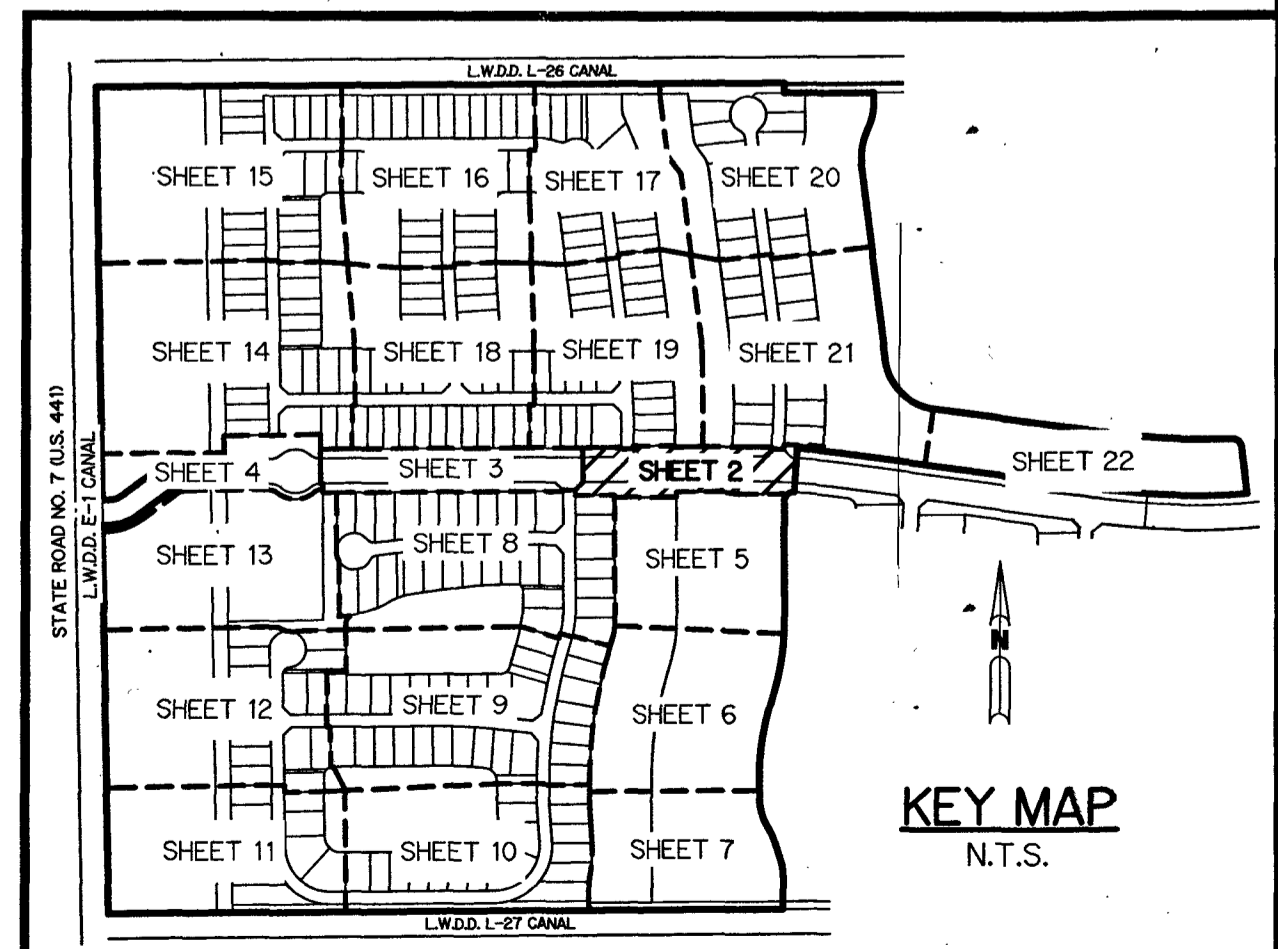 L.W.D.D. L-26 CANAL
SHEET 15
SHEET 16
SHEET 17
SHEET 20
SHEET 14
SHEET 18
SHEET 19
SHEET 21
STATE ROAD NO. 7 (U.S. 441)
L.W.D.D. E-1 CANAL
SHEET 4
SHEET 3
SHEET 2
SHEET 22
SHEET 13
SHEET 8
SHEET 5
N
SHEET 12
SHEET 9
SHEET 6
KEY MAP
N.T.S.
SHEET 11
SHEET 10
SHEET 7
L.W.D.D. L-27 CANAL